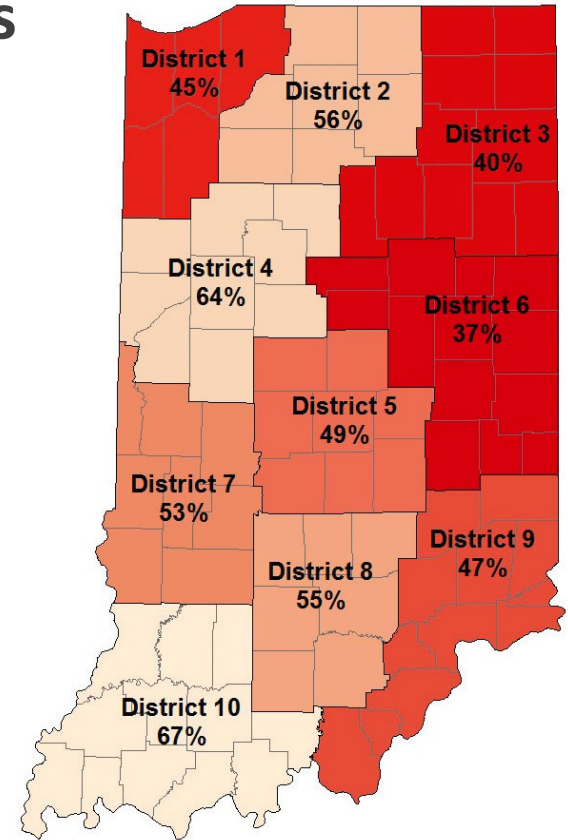 s
District 1
45%
District 2
56%
District 3
40%
District 4
64%
District 6
37%
District 5
49%
District 7
53%
District 9
47%
District 8
55%
District 10
67%